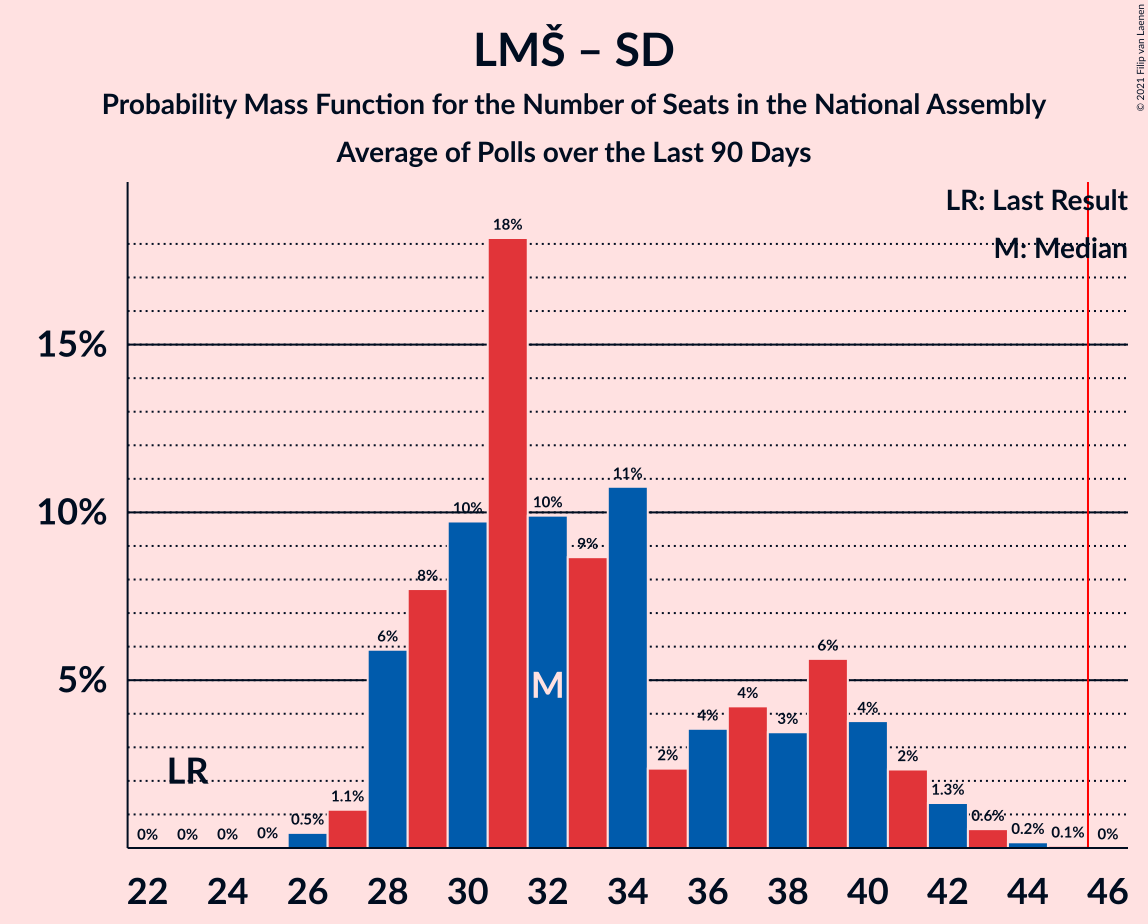 LMŠ – SD
Probability Mass Function for the Number of Seats in the National Assembly
Average of Polls over the Last 90 Days
© 2021 Filip van Laenen
LR: Last Result
M: Median
15%
10%
5%
0% 0% 0% 0% 0.5% 1.1% 6% 8% 10% 18% 10% 9% 11% 2% 4% 4% 3% 6% 4% 2% 1.3% 0.6% 0.2% 0.1% 0%
LR
M
22 24 26 28 30 32 34 36 38 40 42 44 46